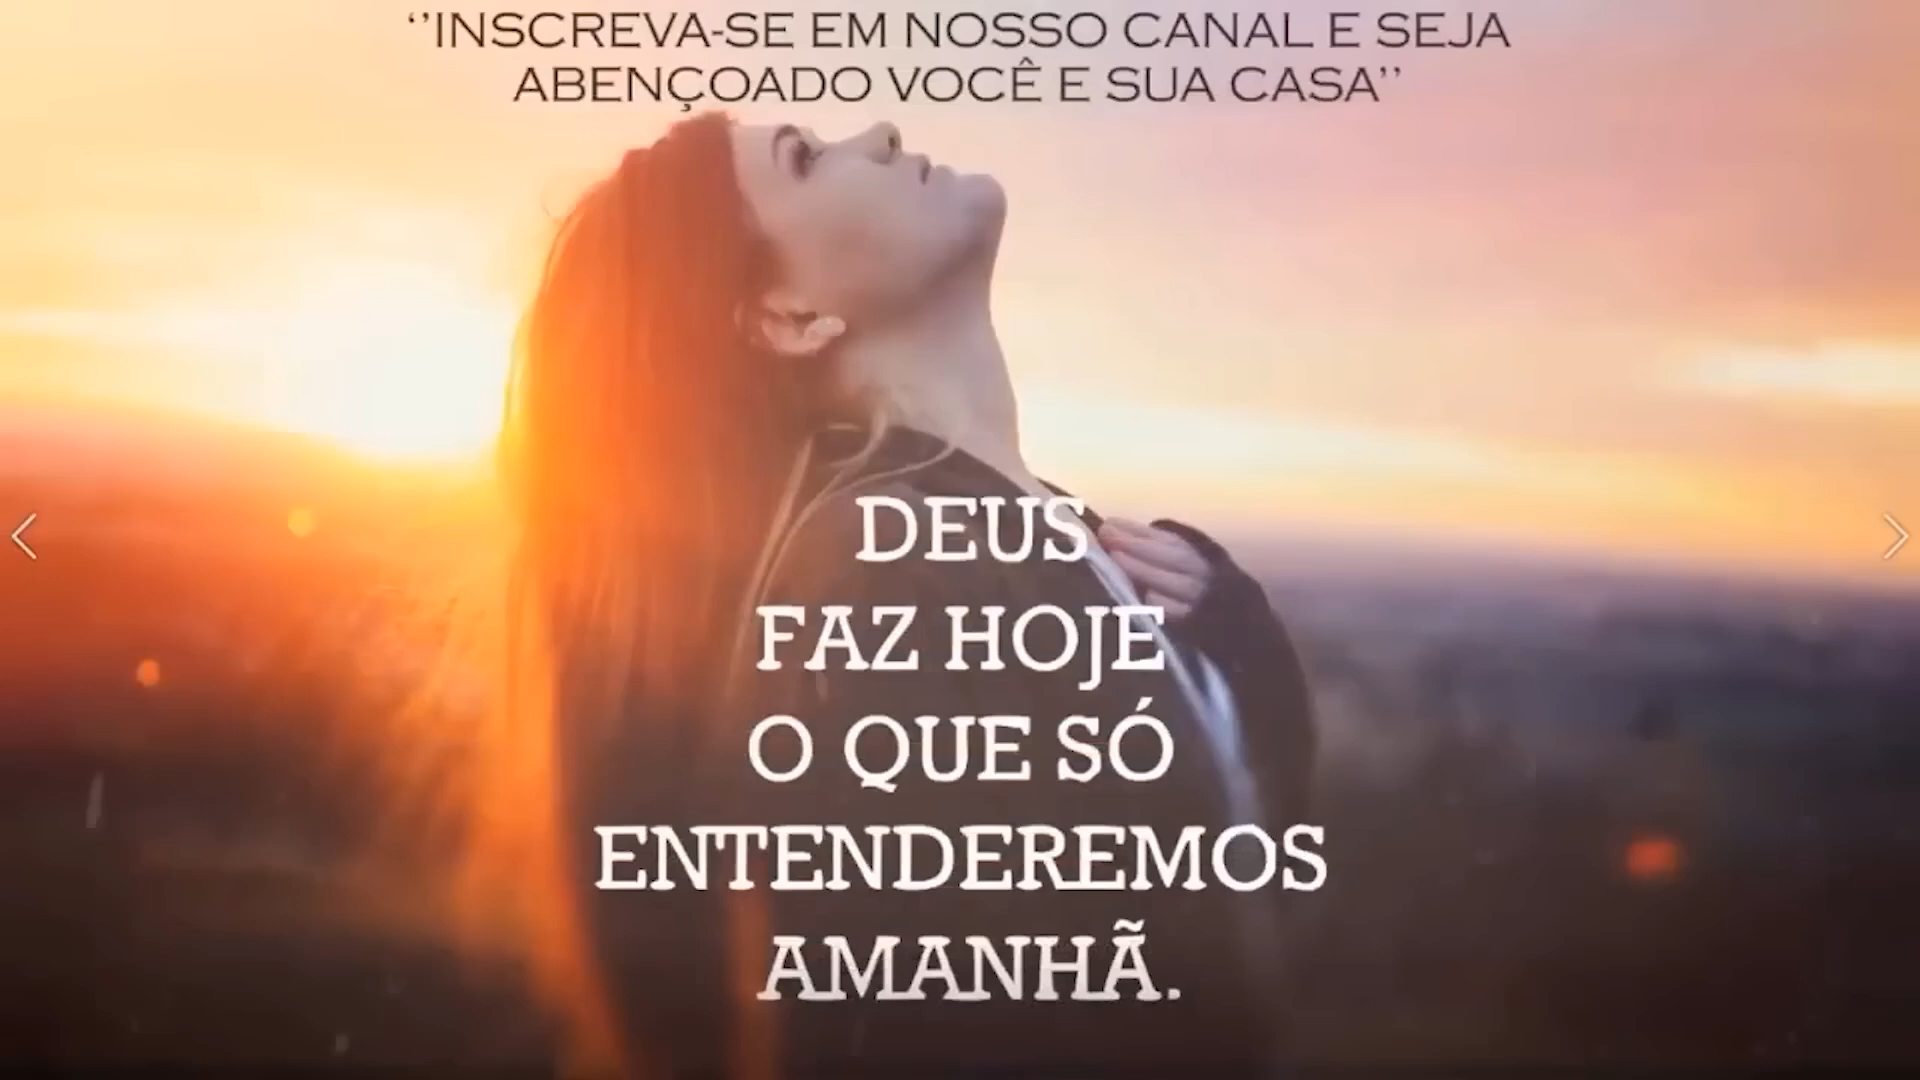 ‘’INSCREVA-SE EM NOSSO CANAL E SEJA
ABENÇOADO VOCÊ E SUA CASA’’
DEUS
FAZ HOJE
O QUE SÓ
ENTENDEREMOS
AMANHÃ.